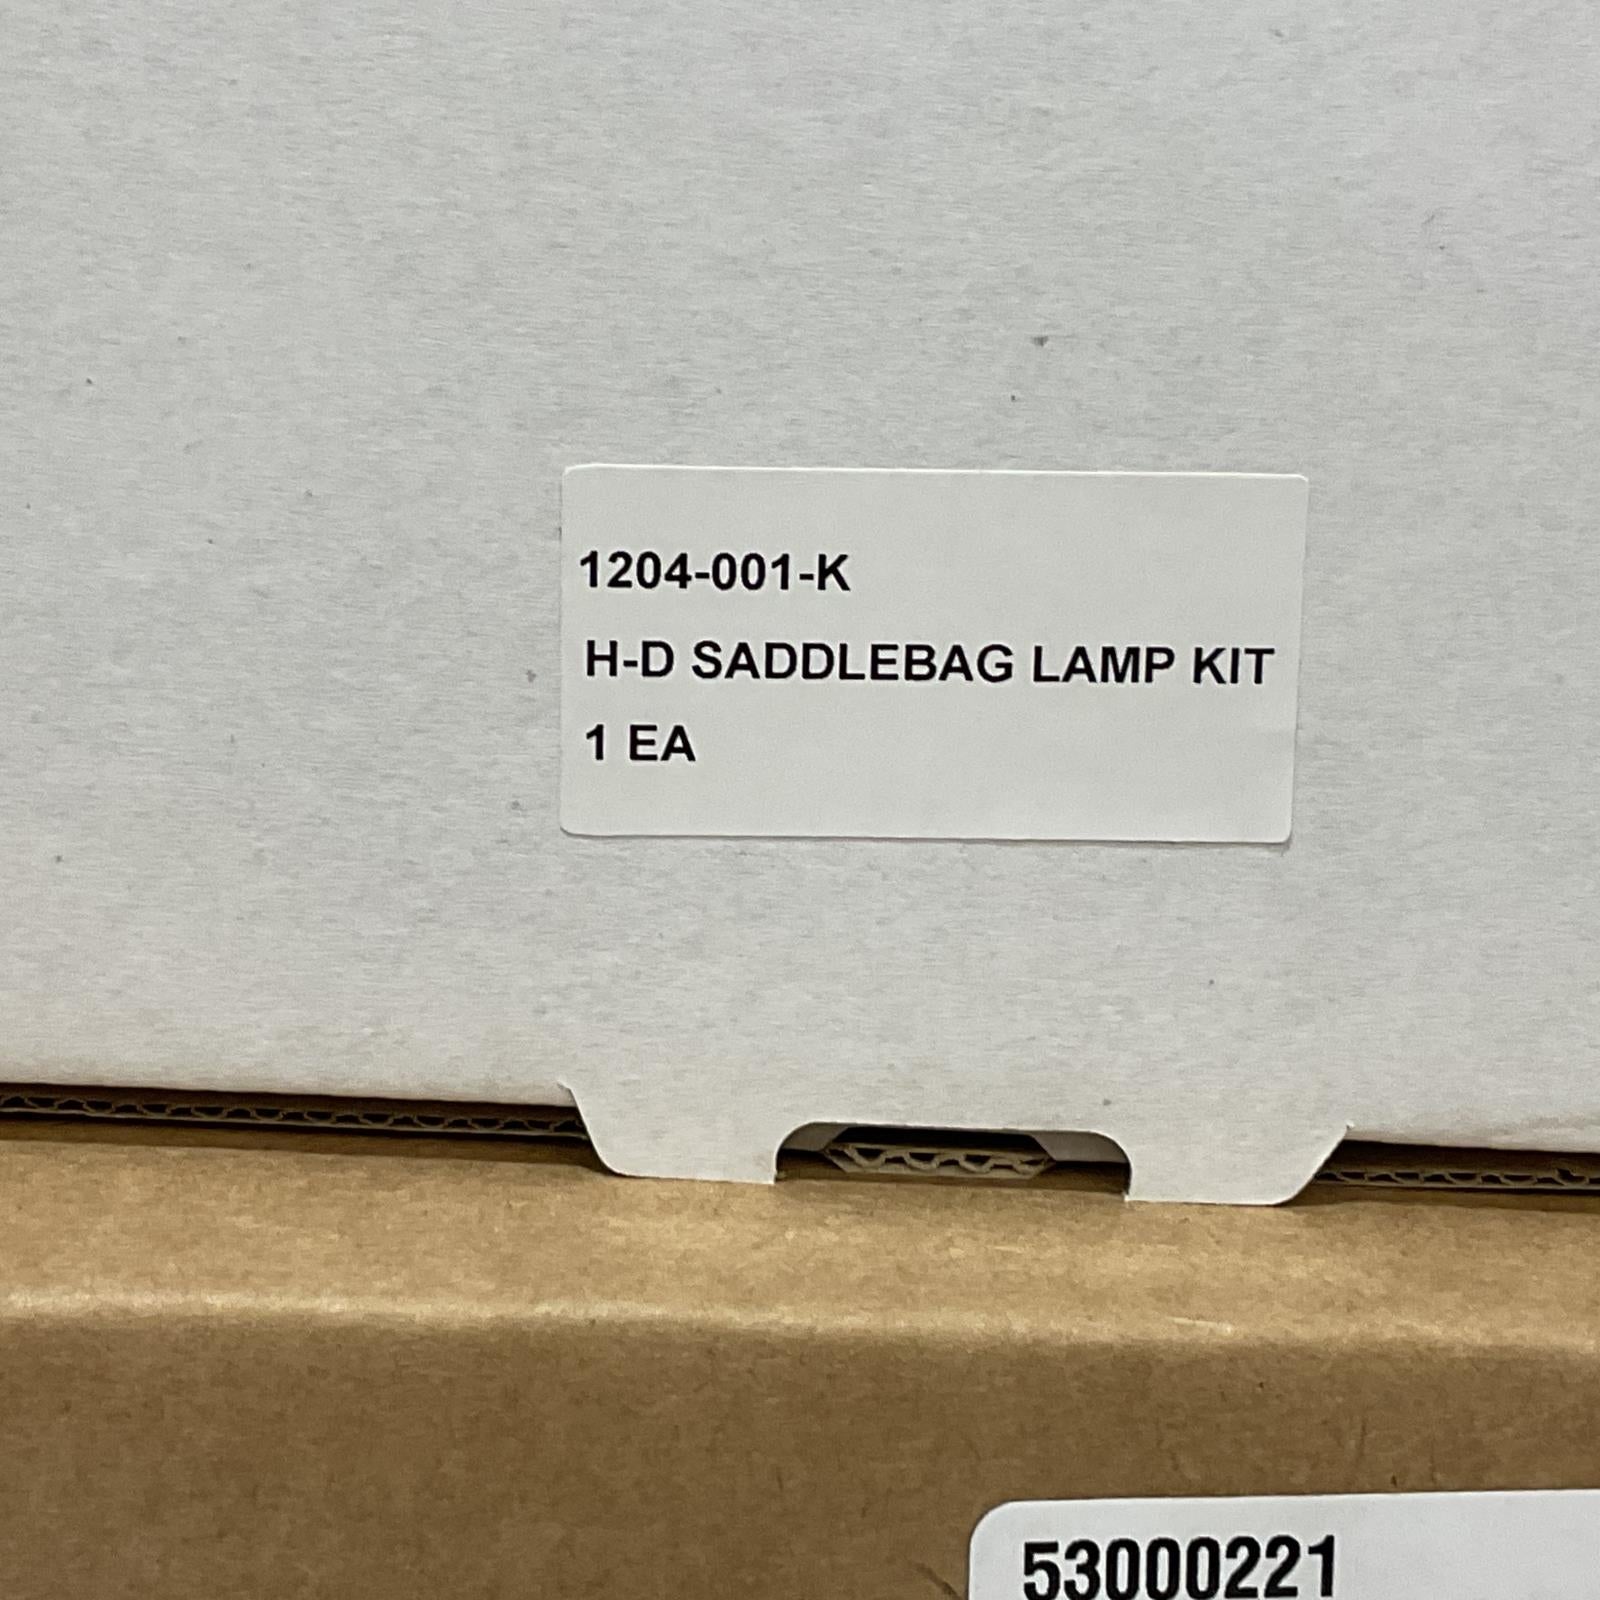 1204-001-K
H-D SADDLEBAG LAMP KIT
1 EA
53000221